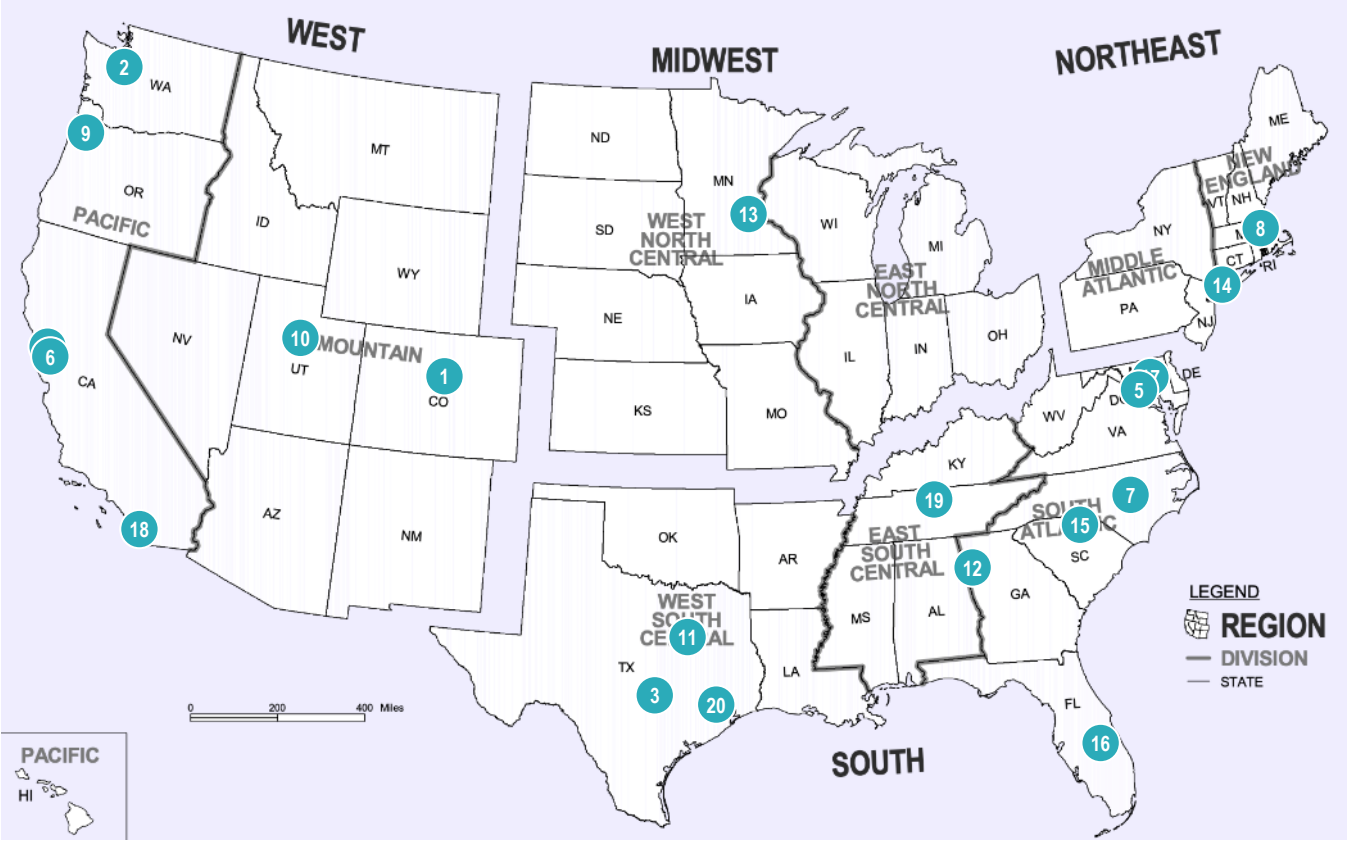 WEST
MIDWEST
NORTHEAST
2
WA
9
MT
ND
ME
OR
MN
NEW
ENGLAND
PACIFIC
ID
VT
NH
13
WEST
NORTH
CENTRAL
SD
WI
NY
8
MI
CT
RI
WY
EAST
NORTH
CENTRAL
MIDDLE
ATLANTIC
14
IA
NE
PA
NJ
NV
10
MOUNTAIN
UT
6
CA
1
CO
IL
IN
OH
KS
MO
DE
5
WV
VA
KY
19
7
SOUTH
ATLANTIC
15
SC
AZ
NM
18
OK
AR
EAST
SOUTH
CENTRAL
12
MS
AL
GA
WEST
SOUTH
CENTRAL
11
TX
3
20
LA
FL
16
LEGEND
REGION
DIVISION
STATE
0 200 400 Miles
SOUTH
PACIFIC
HI